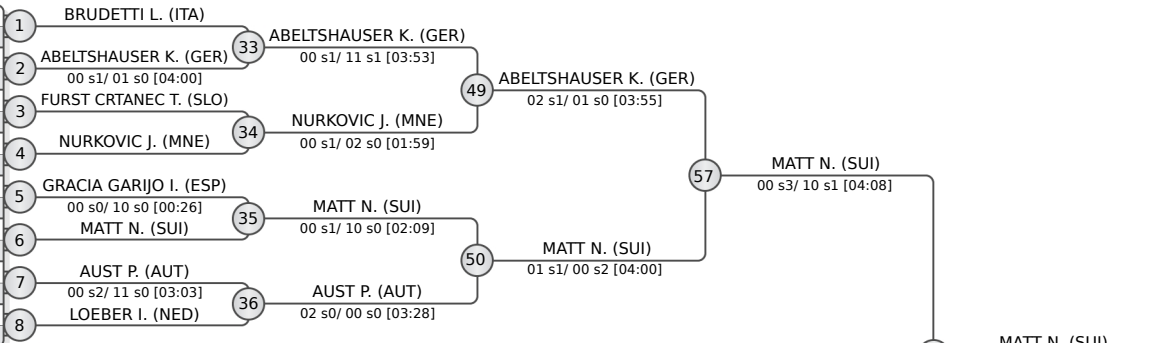 1
BRUDETTI L. (ITA)
33
ABELTSHAUSER K. (GER)
00 s1/ 11 s1 [03:53]
2
ABELTSHAUSER K. (GER)
00 s1/ 01 s0 [04:00]
49
ABELTSHAUSER K. (GER)
02 s1/ 01 s0 [03:55]
3
FURST CRTANEC T. (SLO)
34
NURKOVIC J. (MNE)
00 s1/ 02 s0 [01:59]
4
NURKOVIC J. (MNE)
57
MATT N. (SUI)
00 s3/ 10 s1 [04:08]
5
GRACIA GARIJO I. (ESP)
00 s0/ 10 s0 [00:26]
35
MATT N. (SUI)
00 s1/ 10 s0 [02:09]
6
MATT N. (SUI)
50
MATT N. (SUI)
01 s1/ 00 s2 [04:00]
7
AUST P. (AUT)
00 s2/ 11 s0 [03:03]
36
AUST P. (AUT)
02 s0/ 00 s0 [03:28]
8
LOEBER I. (NED)
MATT N. (SUI)